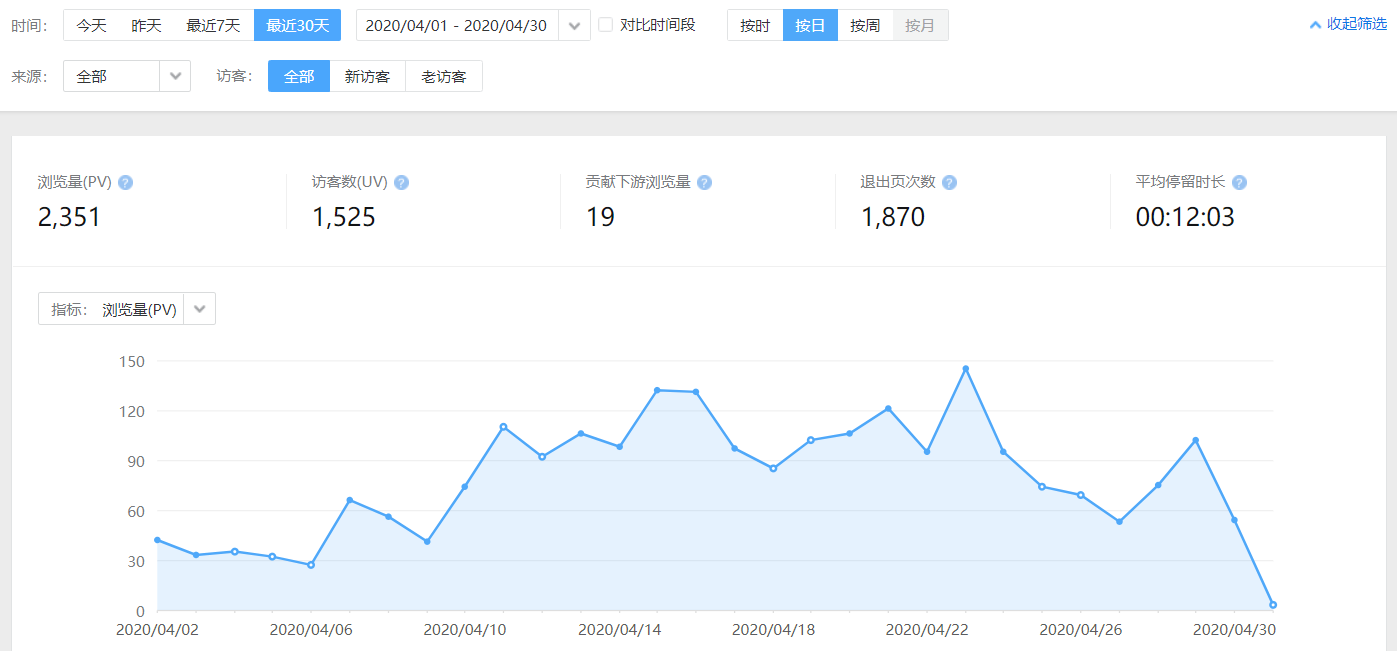 时间： 今天 昨天 最近7天 最近30天 2020/04/01 - 2020/04/30 对比时间段 按时 按日 按周 按月 收起筛选
来源： 全部 访客： 全部 新访客 老访客
浏览量(PV) ? 访客数(UV) ? 贡献下游浏览量 ? 退出页次数 ? 平均停留时长 ?
2,351 1,525 19 1,870 00:12:03
指标： 浏览量(PV)
150
120
90
60
30
0
2020/04/02 2020/04/06 2020/04/10 2020/04/14 2020/04/18 2020/04/22 2020/04/26 2020/04/30